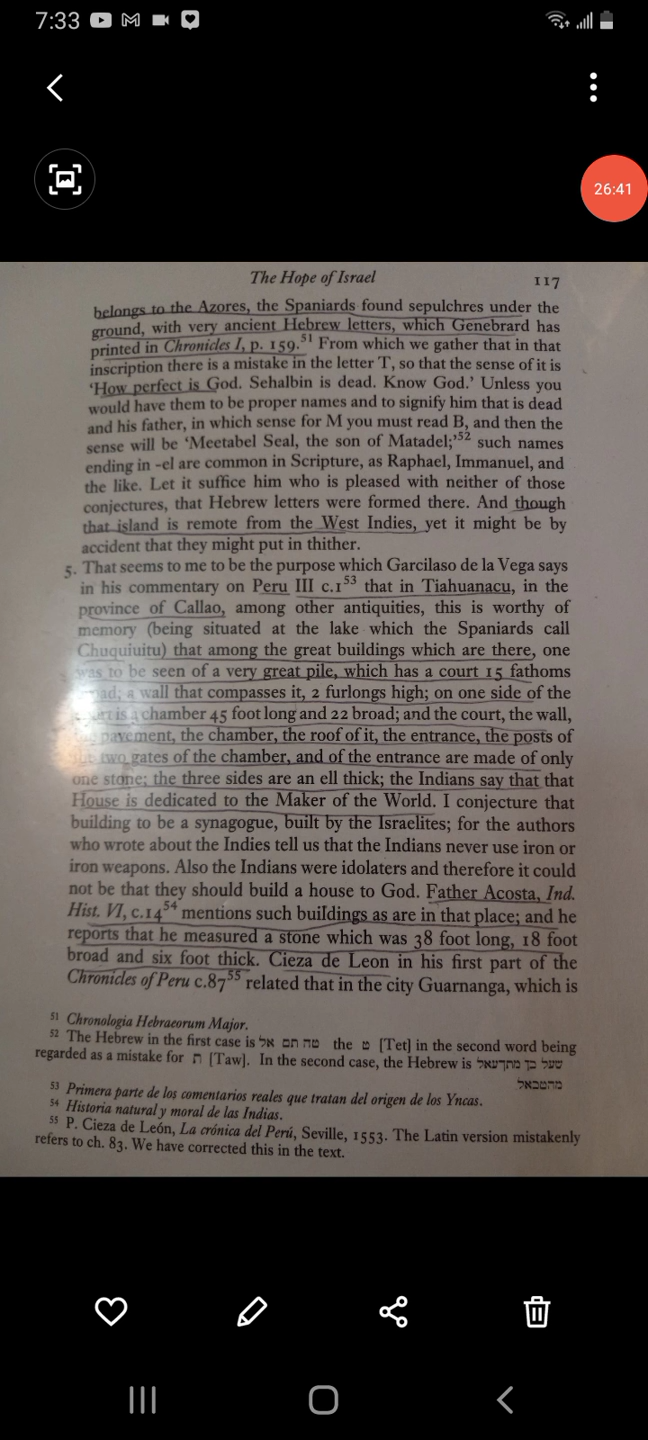 7:33
26:41
The Hope of Israel 117
belongs to the Azores, the Spaniards found sepulchres under the
ground, with very ancient Hebrew letters, which Genebrard has
printed in Chronicles I, p. 159.⁵¹ From which we gather that in that
inscription there is a mistake in the letter T, so that the sense of it is
‘How perfect is God. Sehalbin is dead. Know God.’ Unless you
would have them to be proper names and to signify him that is dead
and his father, in which sense for M you must read B, and then the
sense will be ‘Meetabel Seal, the son of Matadel;’⁵² such names
ending in -el are common in Scripture, as Raphael, Immanuel, and
the like. Let it suffice him who is pleased with neither of those
conjectures, that Hebrew letters were formed there. And though
that island is remote from the West Indies, yet it might be by
accident that they might put in thither.
5. That seems to me to be the purpose which Garcilaso de la Vega says
in his commentary on Peru III c.1⁵³ that in Tiahuanacu, in the
province of Callao, among other antiquities, this is worthy of
memory (being situated at the lake which the Spaniards call
Chuquiuitu) that among the great buildings which are there, one
was to be seen of a very great pile, which has a court 15 fathoms
a wall that compasses it, 2 furlongs high; on one side of the
chamber 45 foot long and 22 broad; and the court, the wall,
pavement, the chamber, the roof of it, the entrance, the posts of
two gates of the chamber, and of the entrance are made of only
one stone; the three sides are an ell thick; the Indians say that that
House is dedicated to the Maker of the World. I conjecture that
building to be a synagogue, built by the Israelites; for the authors
who wrote about the Indies tell us that the Indians never use iron or
iron weapons. Also the Indians were idolaters and therefore it could
not be that they should build a house to God. Father Acosta, Ind.
Hist. VI, c.14⁵⁴ mentions such buildings as are in that place; and he
reports that he measured a stone which was 38 foot long, 18 foot
broad and six foot thick. Cieza de Leon in his first part of the
Chronicles of Peru c.87⁵⁵ related that in the city Guarnanga, which is
⁵¹ Chronologia Hebraeorum Major.
⁵² The Hebrew in the first case is מה תם אל the ט [Tet] in the second word being
regarded as a mistake for ת [Taw]. In the second case, the Hebrew is
מהטבאל
⁵³ Primera parte de los comentarios reales que tratan del origen de los Yncas.
⁵⁴ Historia natural y moral de las Indias.
⁵⁵ P. Cieza de León, La crónica del Perú, Seville, 1553. The Latin version mistakenly
refers to ch. 83. We have corrected this in the text.